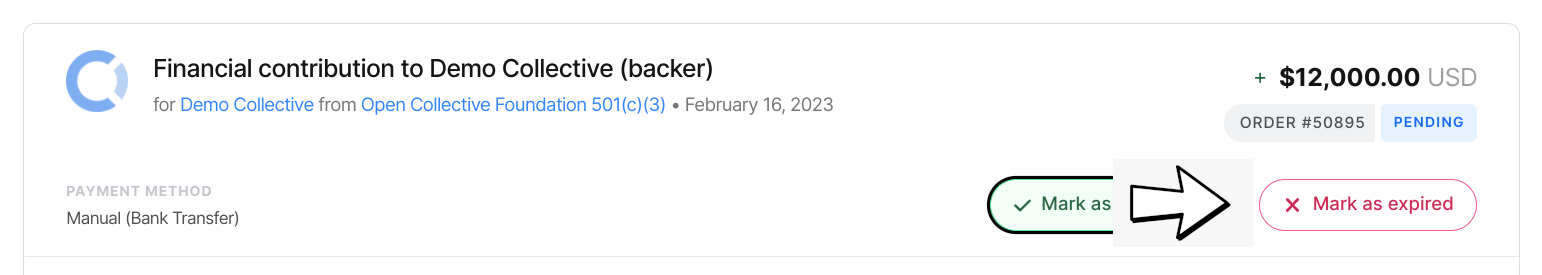 Financial contribution to Demo Collective (backer)
for Demo Collective from Open Collective Foundation 501(c)(3) • February 16, 2023
+ $12,000.00 USD
ORDER #50895 PENDING
PAYMENT METHOD
Manual (Bank Transfer)
Mark as
Mark as expired